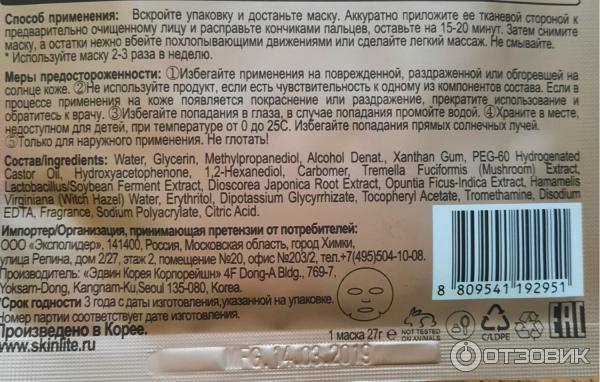 Способ применения: Вскройте упаковку и достаньте маску. Аккуратно приложите ее тканевой стороной к
предварительно очищенному лицу и расправьте кончиками пальцев, оставьте на 15-20 минут. Затем снимите
маску, а остатки нежно вбейте похлопывающими движениями или сделайте легкий массаж. Не смывайте.
* Используйте маску 2-3 раза в неделю.
Меры предосторожности: ①Избегайте применения на поврежденной, раздраженной или обгоревшей на
солнце коже. ②Не используйте продукт, если есть чувствительность к одному из компонентов состава. Если в
процессе применения на коже появляется покраснение или раздражение, прекратите использование и
обратитесь к врачу. ③Избегайте попадания в глаза, в случае попадания промойте водой. ④Храните в месте,
недоступном для детей, при температуре от 0 до 25С. Избегайте попадания прямых солнечных лучей.
⑤Только для наружного применения. Не глотать!
Состав/ingredients: Water, Glycerin, Methylpropanediol, Alcohol Denat., Xanthan Gum, PEG-60 Hydrogenated
Castor Oil, Hydroxyacetophenone, 1,2-Hexanediol, Carbomer, Tremella Fuciformis (Mushroom) Extract,
Lactobacillus/Soybean Ferment Extract, Dioscorea Japonica Root Extract, Opuntia Ficus-Indica Extract, Hamamelis
Virginiana (Witch Hazel) Water, Erythritol, Dipotassium Glycyrrhizate, Tocopheryl Acetate, Tromethamine, Disodium
EDTA, Fragrance, Sodium Polyacrylate, Citric Acid.
Импортер/Организация, принимающая претензии от потребителей:
ООО «Эксполидер», 141400, Россия, Московская область, город Химки,
улица Репина, дом 2/27, этаж 2, помещение №20, офис №203/2, тел.:+7(495)504-10-08.
Производитель: «Эдвин Корея Корпорейшн» 4F Dong-A Bldg., 769-7,
Yoksam-Dong, Kangnam-Ku,Seoul 135-080, Korea.
*Срок годности 3 года с даты изготовления,указанной на упаковке.
Номер партии соответствует дате изготовления.
Произведено в Корее.
www.skinlite.ru
1 маска 27г
NOT TESTED
ON ANIMALS
C/LDPE
EAC
8 809541 192951
MFG. 14.03.2019
ОТЗОВИК